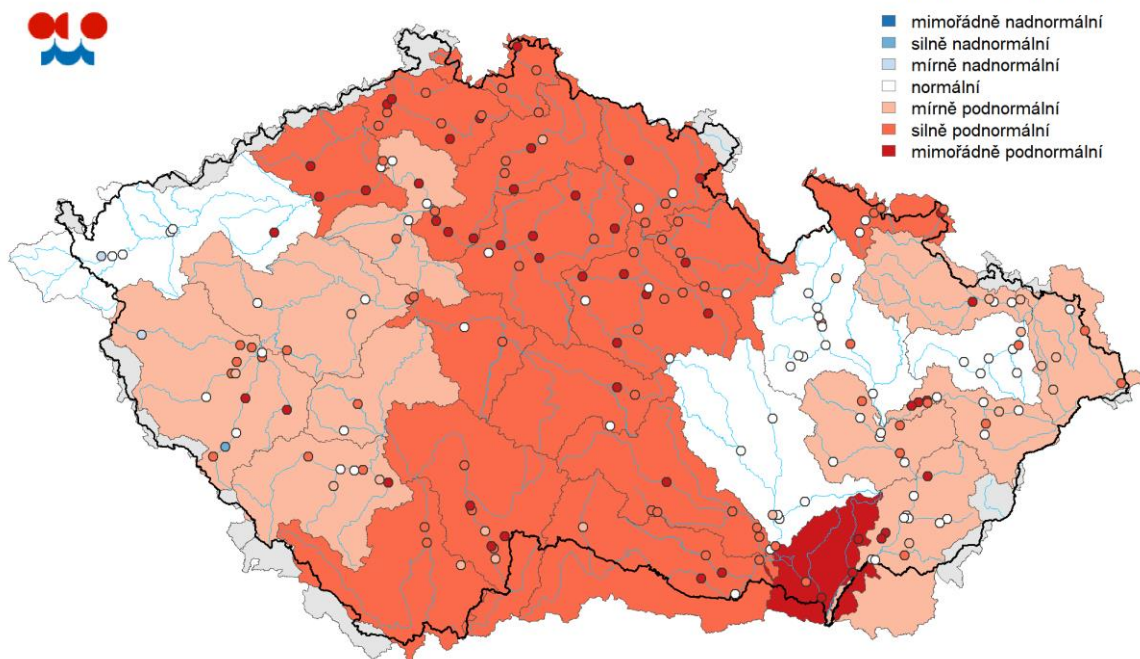 mimořádně nadnormální
silně nadnormální
mírně nadnormální
normální
mírně podnormální
silně podnormální
mimořádně podnormální